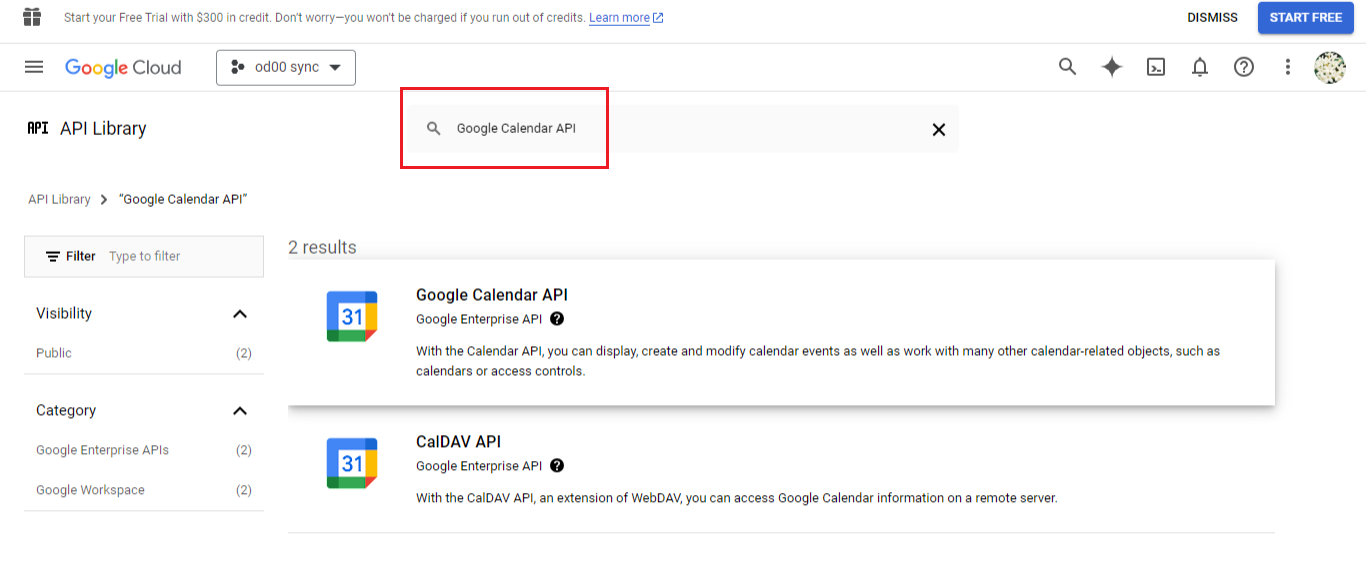 Start your Free Trial with $300 in credit. Don't worry—you won't be charged if you run out of credits. Learn more
DISMISS
START FREE
Google Cloud
od00 sync
API API Library
Google Calendar API
API Library > “Google Calendar API”
Filter Type to filter
Visibility
Public (2)
Category
Google Enterprise APIs (2)
Google Workspace (2)
2 results
31
Google Calendar API
Google Enterprise API
With the Calendar API, you can display, create and modify calendar events as well as work with many other calendar-related objects, such as
calendars or access controls.
31
CalDAV API
Google Enterprise API
With the CalDAV API, an extension of WebDAV, you can access Google Calendar information on a remote server.